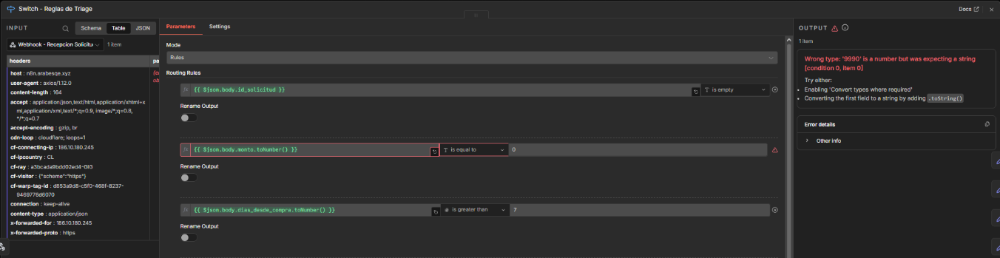 Switch - Reglas de Triage
Docs
INPUT
Schema
Table
JSON
Webhook - Recepcion Solicitu
1 item
headers
pa
host : n8n.arabesqe.xyz
user-agent : axios/1.12.0
content-length : 164
accept : application/json,text/html,application/xhtml+x
ml,application/xml,text/*;q=0.9, image/*;q=0.8,
*/*;q=0.7
accept-encoding : gzip, br
cdn-loop : cloudflare; loops=1
cf-connecting-ip : 186.10.180.245
cf-ipcountry : CL
cf-ray : a3bcada9bdd02ed4-GIG
cf-visitor : {"scheme":"https"}
cf-warp-tag-id : d853a9d8-c5f0-468f-8237-
9469776d6070
connection : keep-alive
content-type : application/json
x-forwarded-for : 186.10.180.245
x-forwarded-proto : https
Parameters
Settings
Mode
Rules
Routing Rules
fx {{ $json.body.id_solicitud }}
T is empty
Rename Output
fx {{ $json.body.monto.toNumber() }}
T is equal to
0
Rename Output
fx {{ $json.body.dias_desde_compra.toNumber() }}
# is greater than
7
Rename Output
OUTPUT
1 item
Wrong type: '9990' is a number but was expecting a string
[condition 0, item 0]
Try either:
• Enabling 'Convert types where required'
• Converting the first field to a string by adding .toString()
Error details
Other info